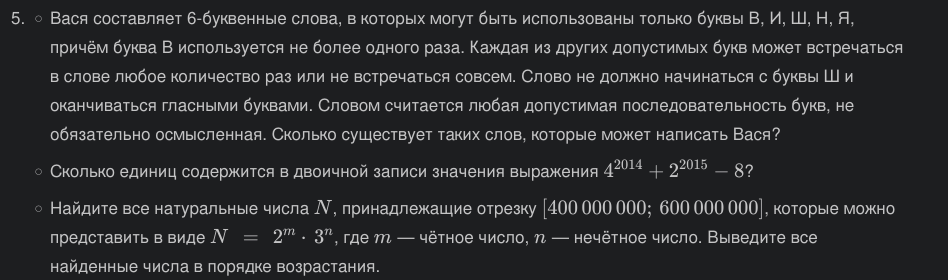 5. ○ Вася составляет 6-буквенные слова, в которых могут быть использованы только буквы В, И, Ш, Н, Я,
причём буква В используется не более одного раза. Каждая из других допустимых букв может встречаться
в слове любое количество раз или не встречаться совсем. Слово не должно начинаться с буквы Ш и
оканчиваться гласными буквами. Словом считается любая допустимая последовательность букв, не
обязательно осмысленная. Сколько существует таких слов, которые может написать Вася?
○ Сколько единиц содержится в двоичной записи значения выражения 4^2014 + 2^2015 − 8?
○ Найдите все натуральные числа N, принадлежащие отрезку [400 000 000; 600 000 000], которые можно
представить в виде N = 2^m · 3^n, где m — чётное число, n — нечётное число. Выведите все
найденные числа в порядке возрастания.